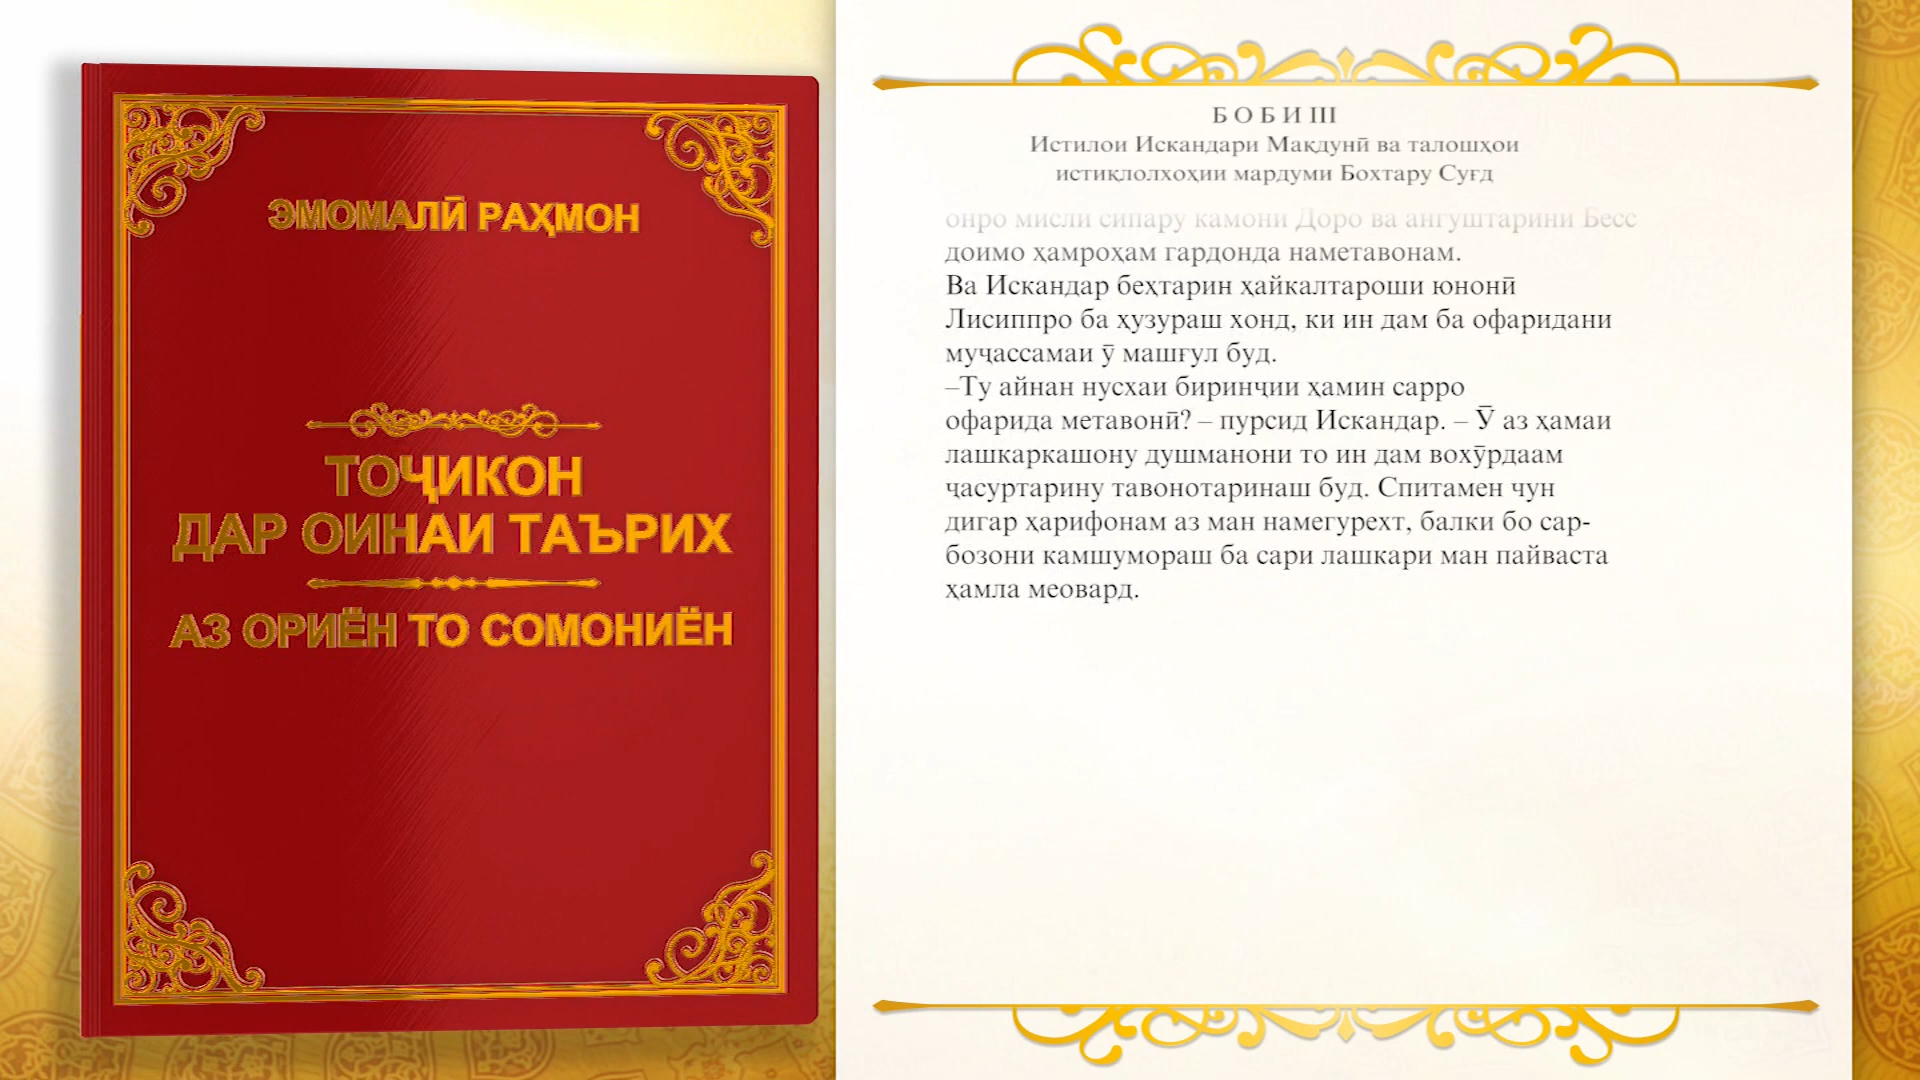 ЭМОМАЛӢ РАҲМОН
ТОҶИКОН
ДАР ОИНАИ ТАЪРИХ
АЗ ОРИЁН ТО СОМОНИЁН
БОБИ III
Истилои Искандари Мақдунӣ ва талошҳои
истиқлолхоҳии мардуми Бохтару Суғд
онро мисли сипару камони Доро ва ангуштарини Бесс
доимо ҳамроҳам гардонда наметавонам.
Ва Искандар беҳтарин ҳайкалтароши юнонӣ
Лисиппро ба ҳузураш хонд, ки ин дам ба офаридани
муҷассамаи ӯ машғул буд.
–Ту айнан нусхаи биринҷии ҳамин сарро
офарида метавонӣ? – пурсид Искандар. – Ӯ аз ҳамаи
лашкаркашону душманони то ин дам вохӯрдаам
ҷасуртарину тавонотаринаш буд. Спитамен чун
дигар ҳарифонам аз ман намегурехт, балки бо сар-
бозони камшумораш ба сари лашкари ман пайваста
ҳамла меовард.